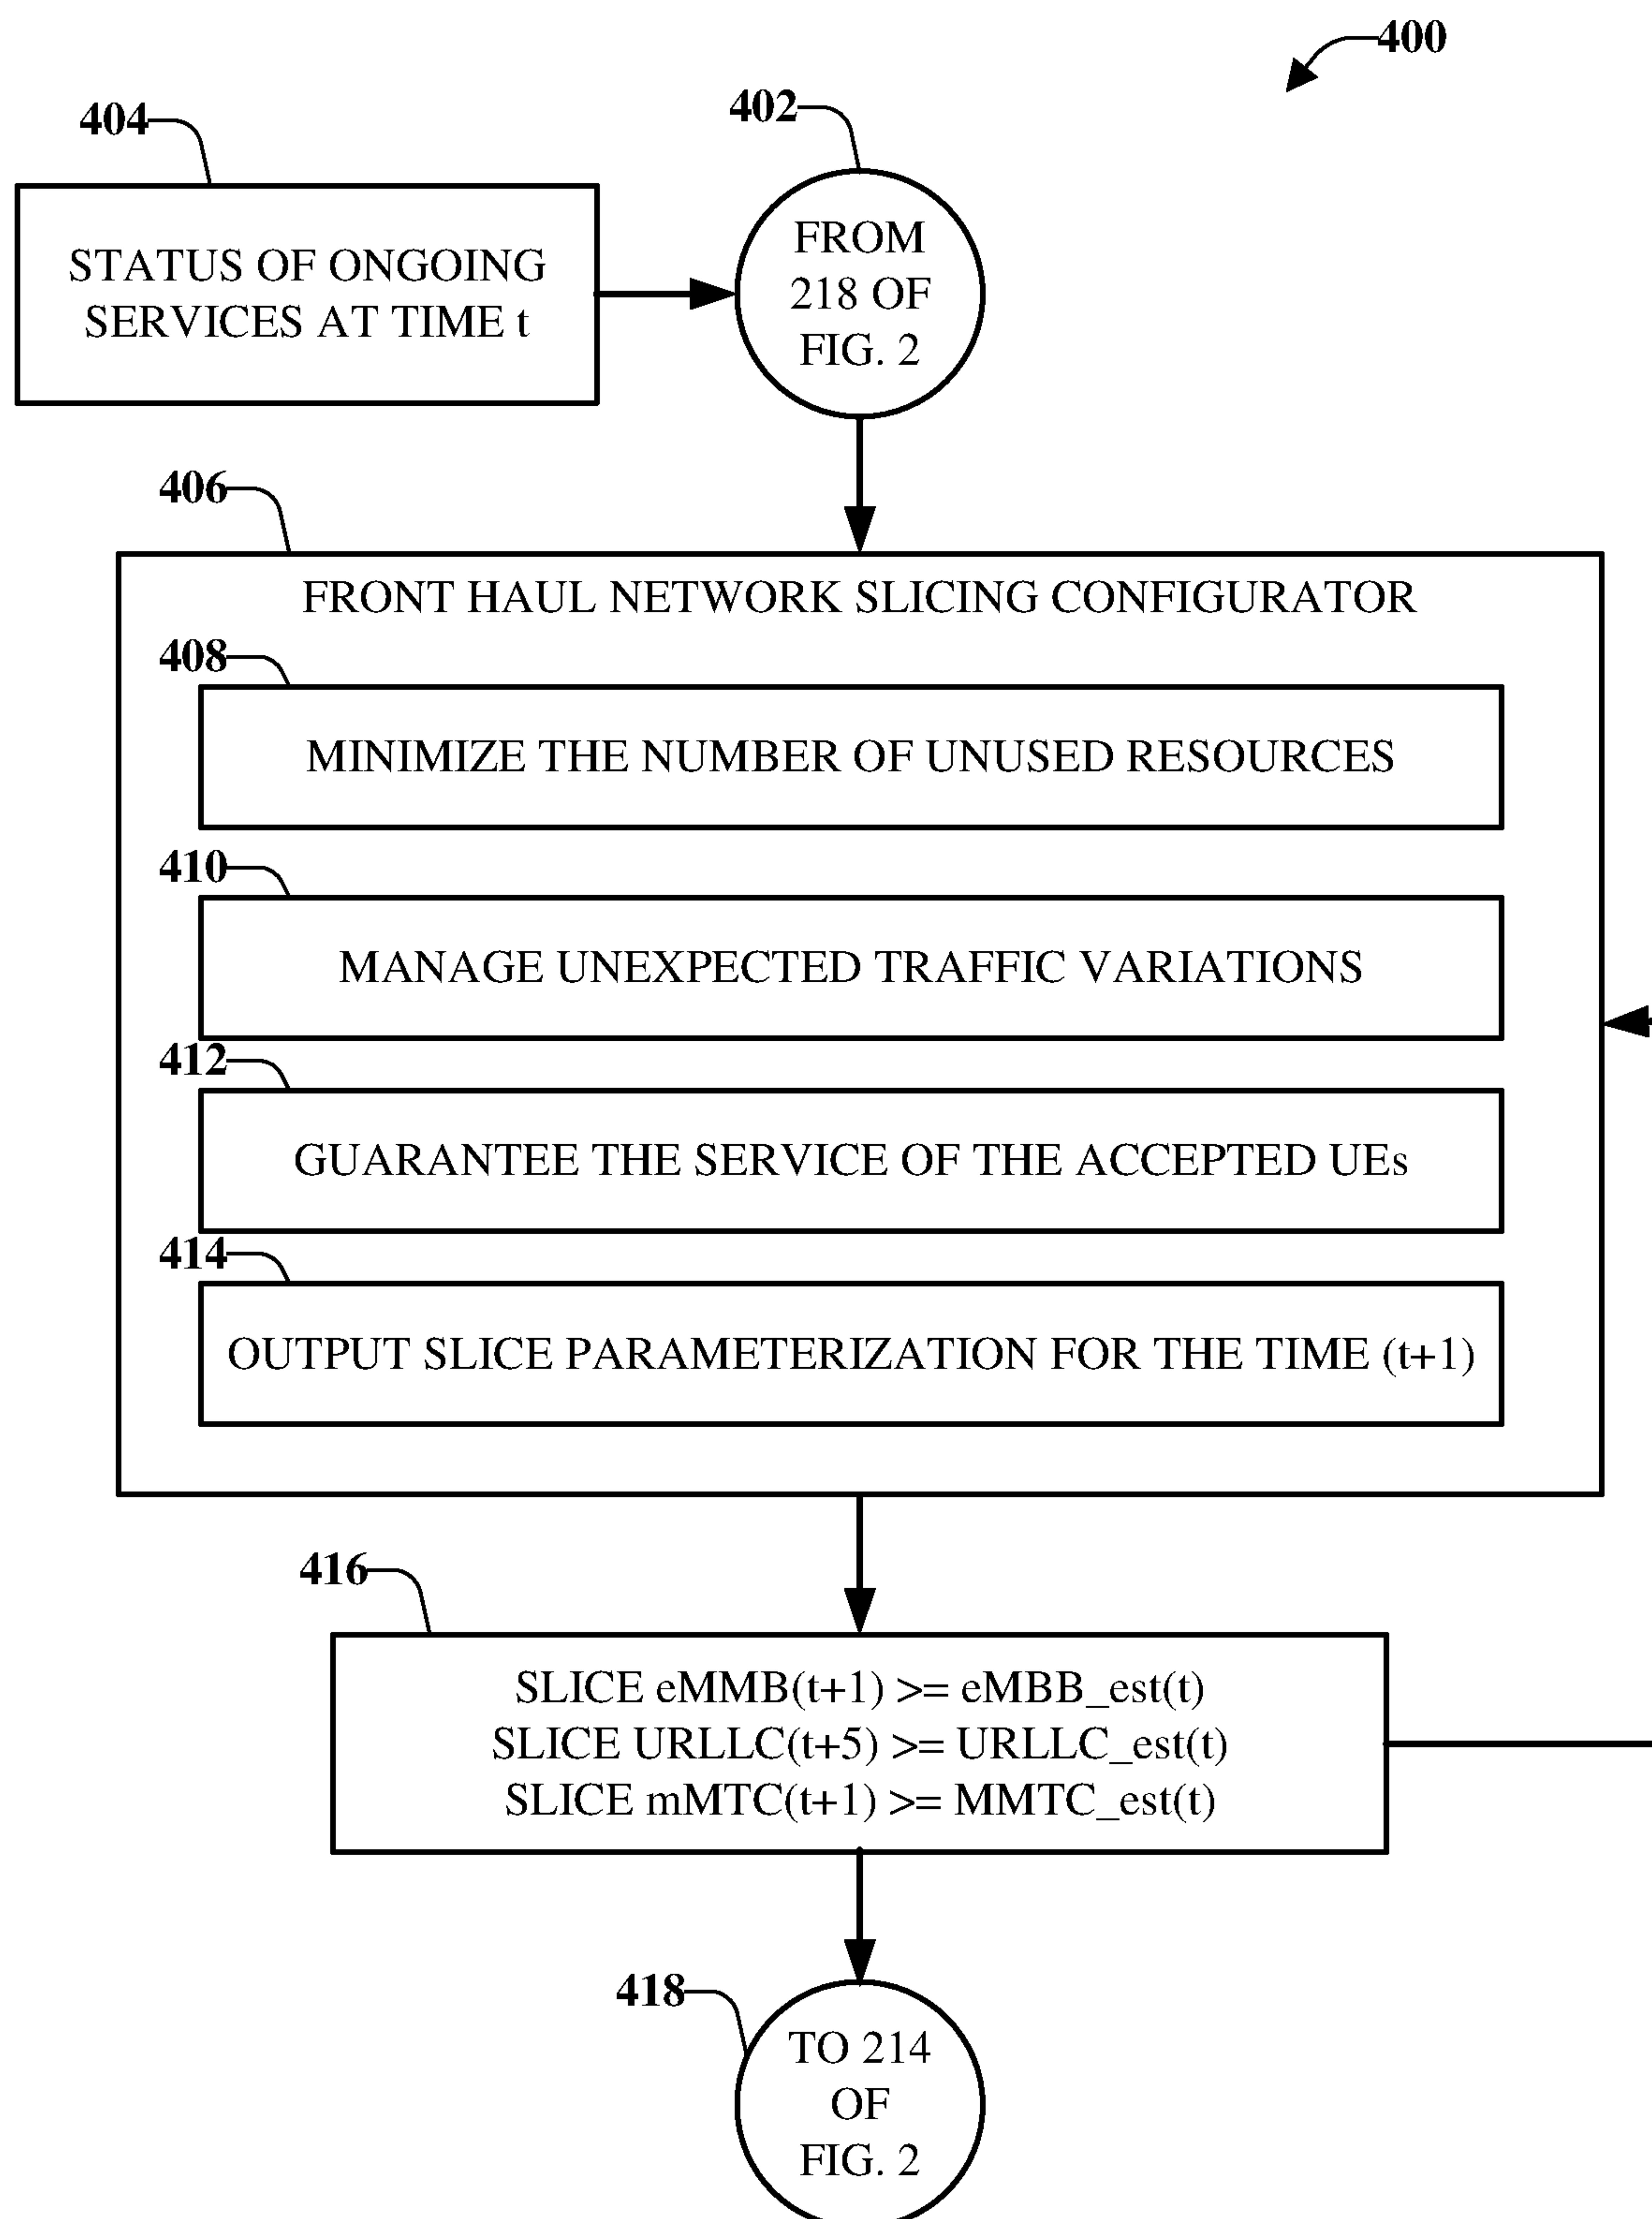 400
402
404
STATUS OF ONGOING
SERVICES AT TIME t
FROM
218 OF
FIG. 2
406
FRONT HAUL NETWORK SLICING CONFIGURATOR
408
MINIMIZE THE NUMBER OF UNUSED RESOURCES
410
MANAGE UNEXPECTED TRAFFIC VARIATIONS
412
GUARANTEE THE SERVICE OF THE ACCEPTED UEs
414
OUTPUT SLICE PARAMETERIZATION FOR THE TIME (t+1)
416
SLICE eMMB(t+1) >= eMBB_est(t)
SLICE URLLC(t+5) >= URLLC_est(t)
SLICE mMTC(t+1) >= MMTC_est(t)
418
TO 214
OF
FIG. 2